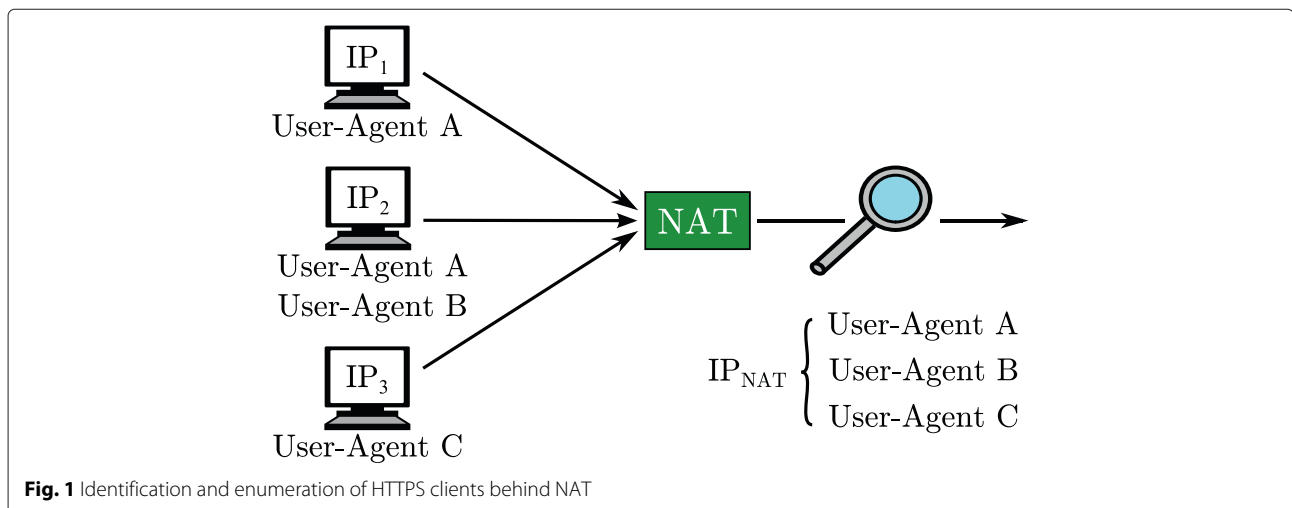 IP1
User-Agent A
IP2
User-Agent A
User-Agent B
IP3
User-Agent C
NAT
IPNAT
User-Agent A
User-Agent B
User-Agent C
Fig. 1 Identification and enumeration of HTTPS clients behind NAT